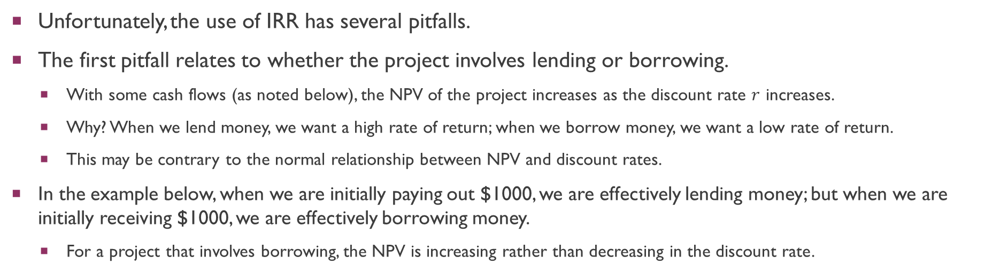 Unfortunately, the use of IRR has several pitfalls.
The first pitfall relates to whether the project involves lending or borrowing.
With some cash flows (as noted below), the NPV of the project increases as the discount rate r increases.
Why? When we lend money, we want a high rate of return; when we borrow money, we want a low rate of return.
This may be contrary to the normal relationship between NPV and discount rates.
In the example below, when we are initially paying out $1000, we are effectively lending money; but when we are
initially receiving $1000, we are effectively borrowing money.
For a project that involves borrowing, the NPV is increasing rather than decreasing in the discount rate.